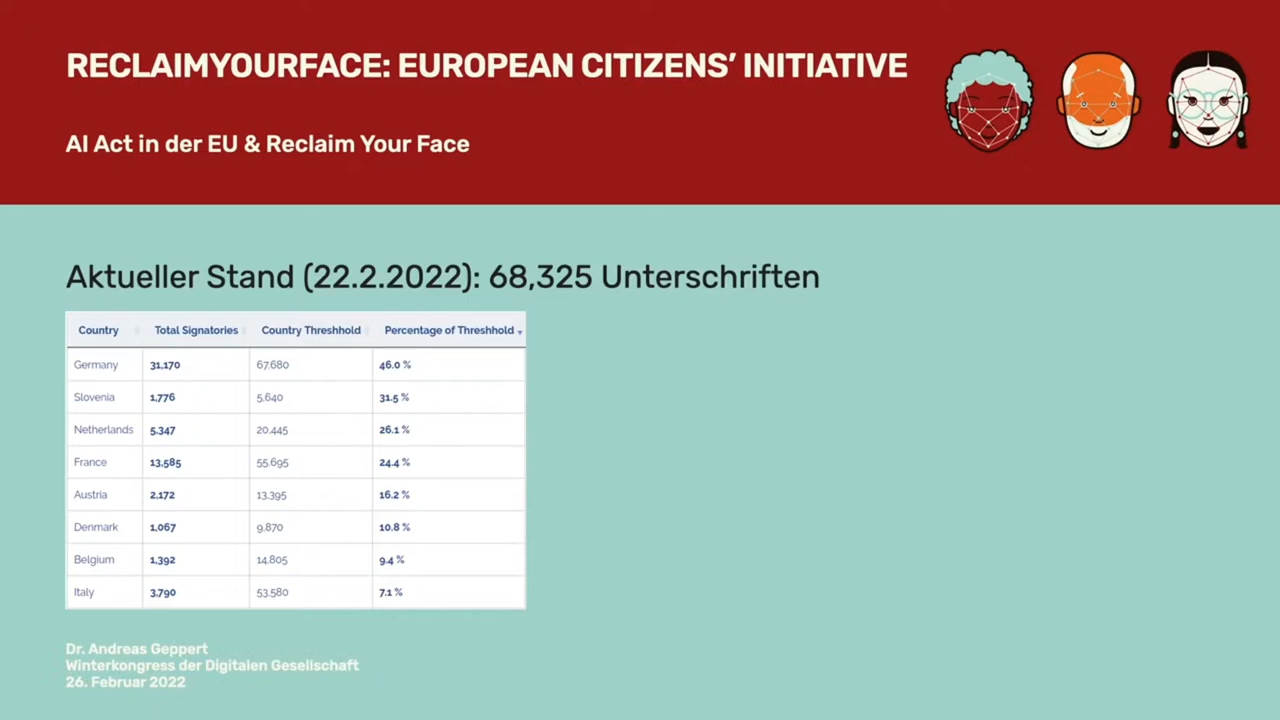 RECLAIMYOURFACE: EUROPEAN CITIZENS’ INITIATIVE
AI Act in der EU & Reclaim Your Face
Aktueller Stand (22.2.2022): 68,325 Unterschriften
Country Total Signatories Country Threshhold Percentage of Threshhold
Germany 31,170 67,680 46.0 %
Slovenia 1,776 5,640 31.5 %
Netherlands 5,347 20,445 26.1 %
France 13,585 55,695 24.4 %
Austria 2,172 13,395 16.2 %
Denmark 1,067 9,870 10.8 %
Belgium 1,392 14,805 9.4 %
Italy 3,790 53,580 7.1 %
Dr. Andreas Geppert
Winterkongress der Digitalen Gesellschaft
26. Februar 2022